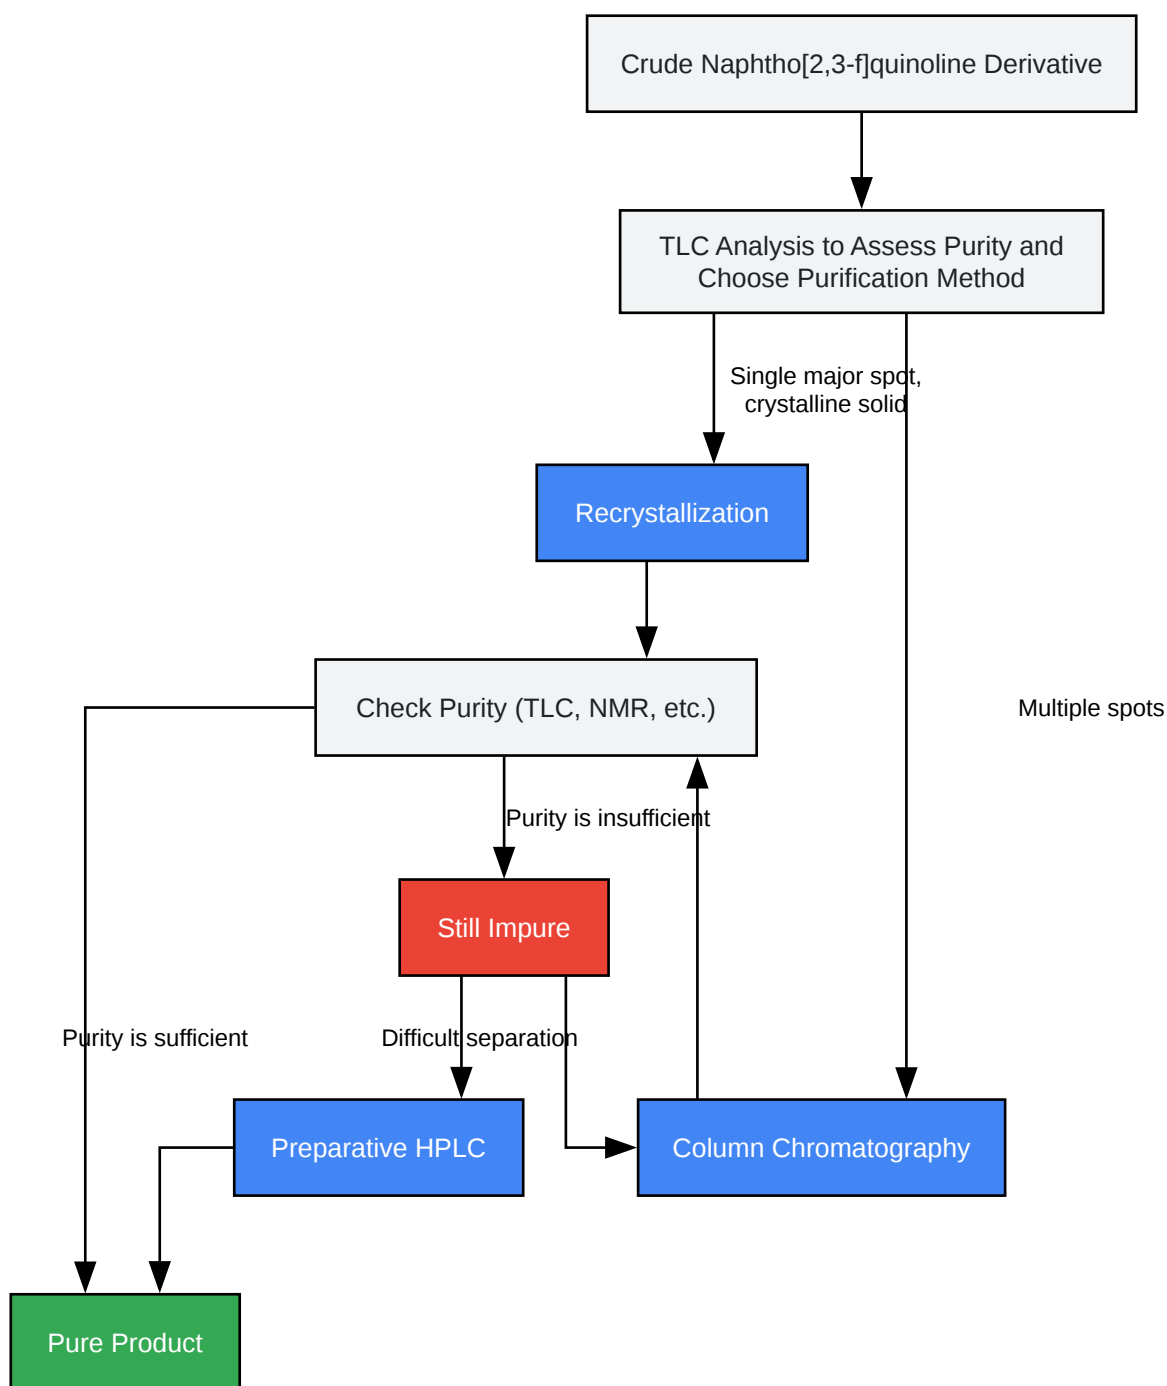 Crude Naphtho[2,3-f]quinoline Derivative
TLC Analysis to Assess Purity and
Choose Purification Method
Single major spot,
crystalline solid
Recrystallization
Check Purity (TLC, NMR, etc.)
Multiple spots
Purity is insufficient
Still Impure
Purity is sufficient
Difficult separation
Preparative HPLC
Column Chromatography
Pure Product